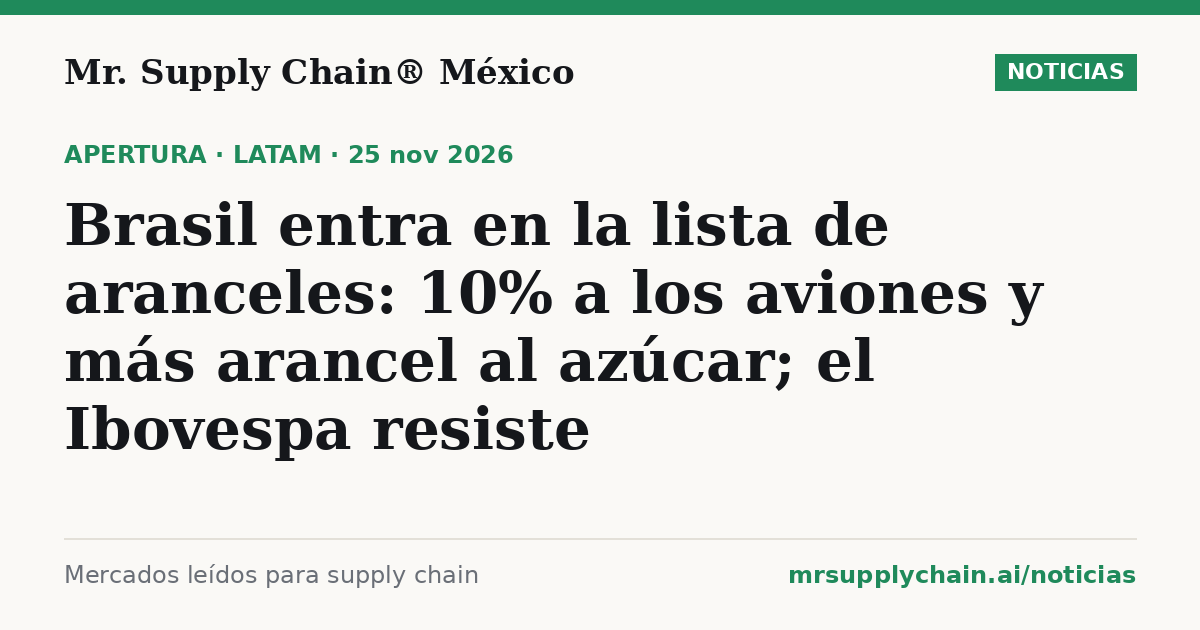 Mr. Supply Chain® México
NOTICIAS
APERTURA · LATAM · 25 nov 2026
Brasil entra en la lista de
aranceles: 10% a los aviones y
más arancel al azúcar; el
Ibovespa resiste
Mercados leídos para supply chain
mrsupplychain.ai/noticias